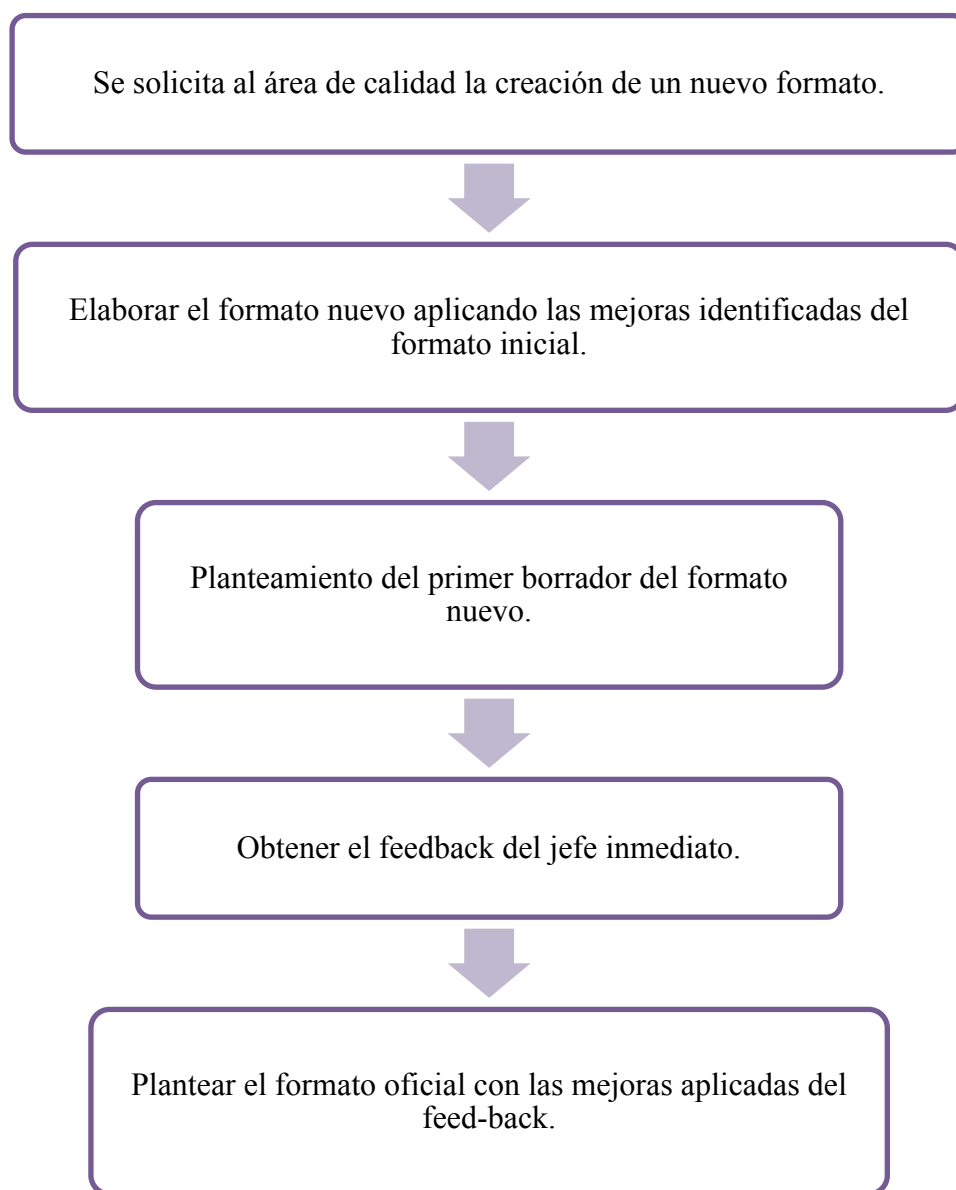 Se solicita al área de calidad la creación de un nuevo formato.
Elaborar el formato nuevo aplicando las mejoras identificadas del
formato inicial.
Planteamiento del primer borrador del formato
nuevo.
Obtener el feedback del jefe inmediato.
Plantear el formato oficial con las mejoras aplicadas del
feed-back.